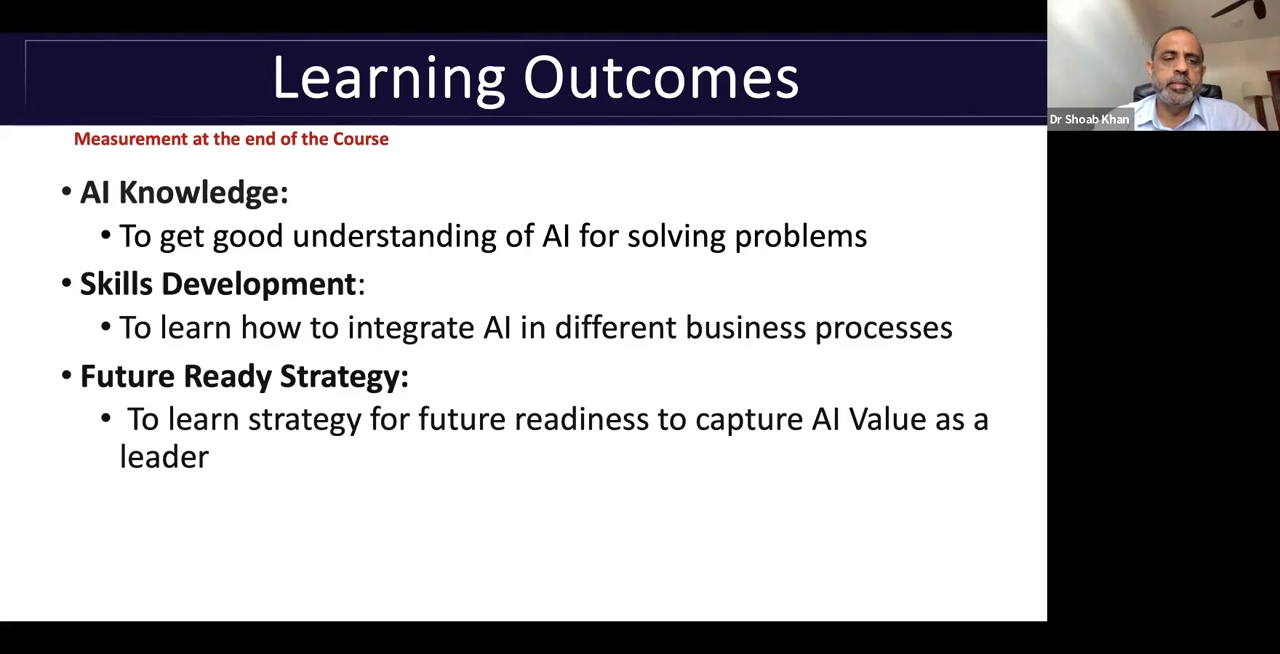 Learning Outcomes
Dr Shoab Khan
Measurement at the end of the Course
• AI Knowledge:
• To get good understanding of AI for solving problems
• Skills Development:
• To learn how to integrate AI in different business processes
• Future Ready Strategy:
• To learn strategy for future readiness to capture AI Value as a
leader